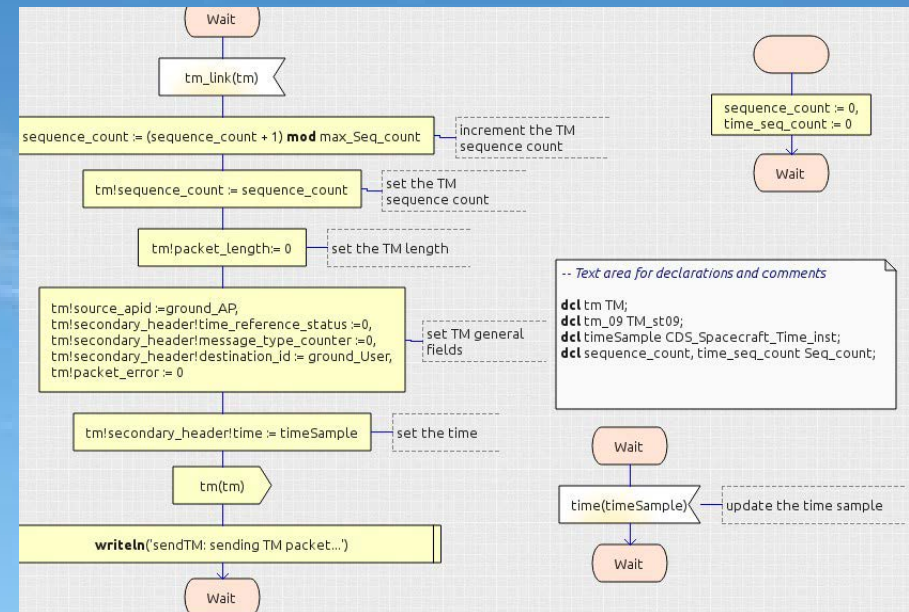 Wait
tm_link(tm)
sequence_count := (sequence_count + 1) mod max_Seq_count
increment the TM
sequence count
tm!sequence_count := sequence_count
set the TM
sequence count
tm!packet_length:= 0
set the TM length
tm!source_apid :=ground_AP,
tm!secondary_header!time_reference_status :=0,
tm!secondary_header!message_type_counter :=0,
tm!secondary_header!destination_id := ground_User,
tm!packet_error := 0
set TM general
fields
tm!secondary_header!time := timeSample
set the time
tm(tm)
writeln('sendTM: sending TM packet...')
Wait
sequence_count := 0,
time_seq_count := 0
Wait
-- Text area for declarations and comments
dcl tm TM;
dcl tm_09 TM_st09;
dcl timeSample CDS_Spacecraft_Time_inst;
dcl sequence_count, time_seq_count Seq_count;
Wait
time(timeSample)
update the time sample
Wait